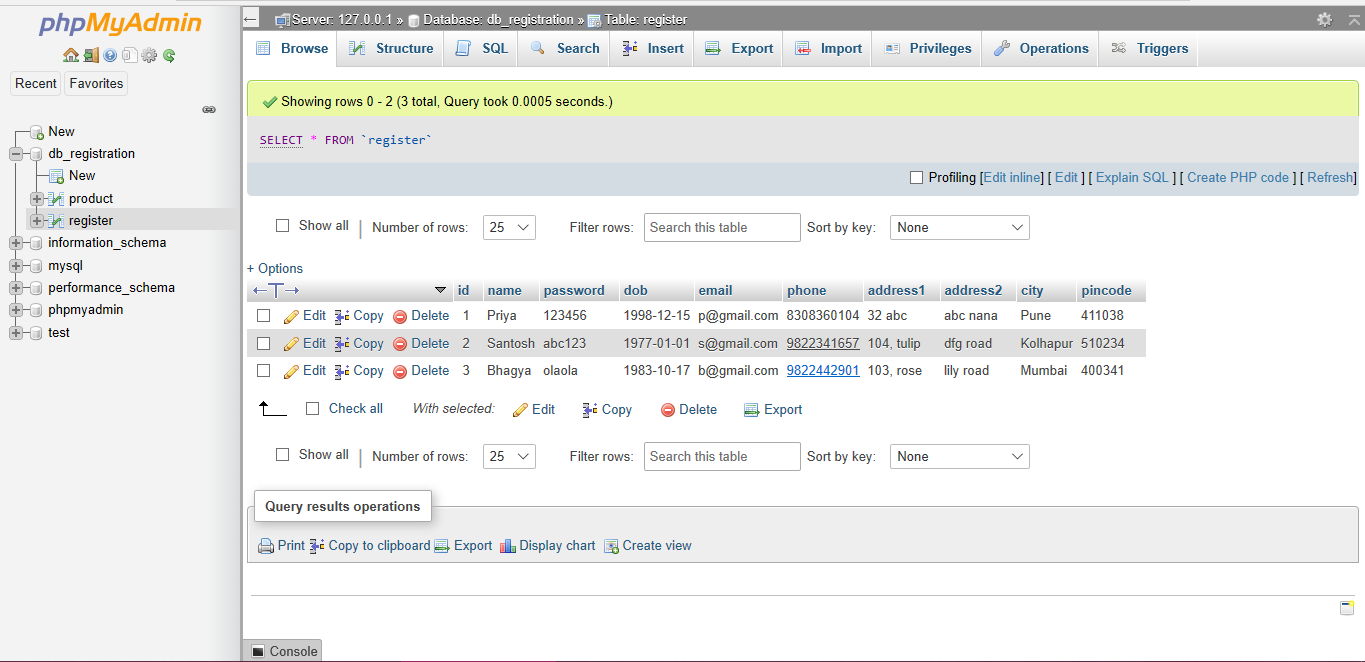 phpMyAdmin
Recent Favorites
New
db_registration
New
product
register
information_schema
mysql
performance_schema
phpmyadmin
test
Server: 127.0.0.1 » Database: db_registration » Table: register
Browse Structure SQL Search Insert Export Import Privileges Operations Triggers
Showing rows 0 - 2 (3 total, Query took 0.0005 seconds.)
SELECT * FROM `register`
Profiling [Edit inline] [ Edit ] [ Explain SQL ] [ Create PHP code ] [ Refresh]
Show all | Number of rows: 25 Filter rows: Search this table Sort by key: None
+ Options
←T→ id name password dob email phone address1 address2 city pincode
Edit Copy Delete 1 Priya 123456 1998-12-15 p@gmail.com 8308360104 32 abc abc nana Pune 411038
Edit Copy Delete 2 Santosh abc123 1977-01-01 s@gmail.com 9822341657 104, tulip dfg road Kolhapur 510234
Edit Copy Delete 3 Bhagya olaola 1983-10-17 b@gmail.com 9822442901 103, rose lily road Mumbai 400341
Check all With selected: Edit Copy Delete Export
Show all | Number of rows: 25 Filter rows: Search this table Sort by key: None
Query results operations
Print Copy to clipboard Export Display chart Create view
Console